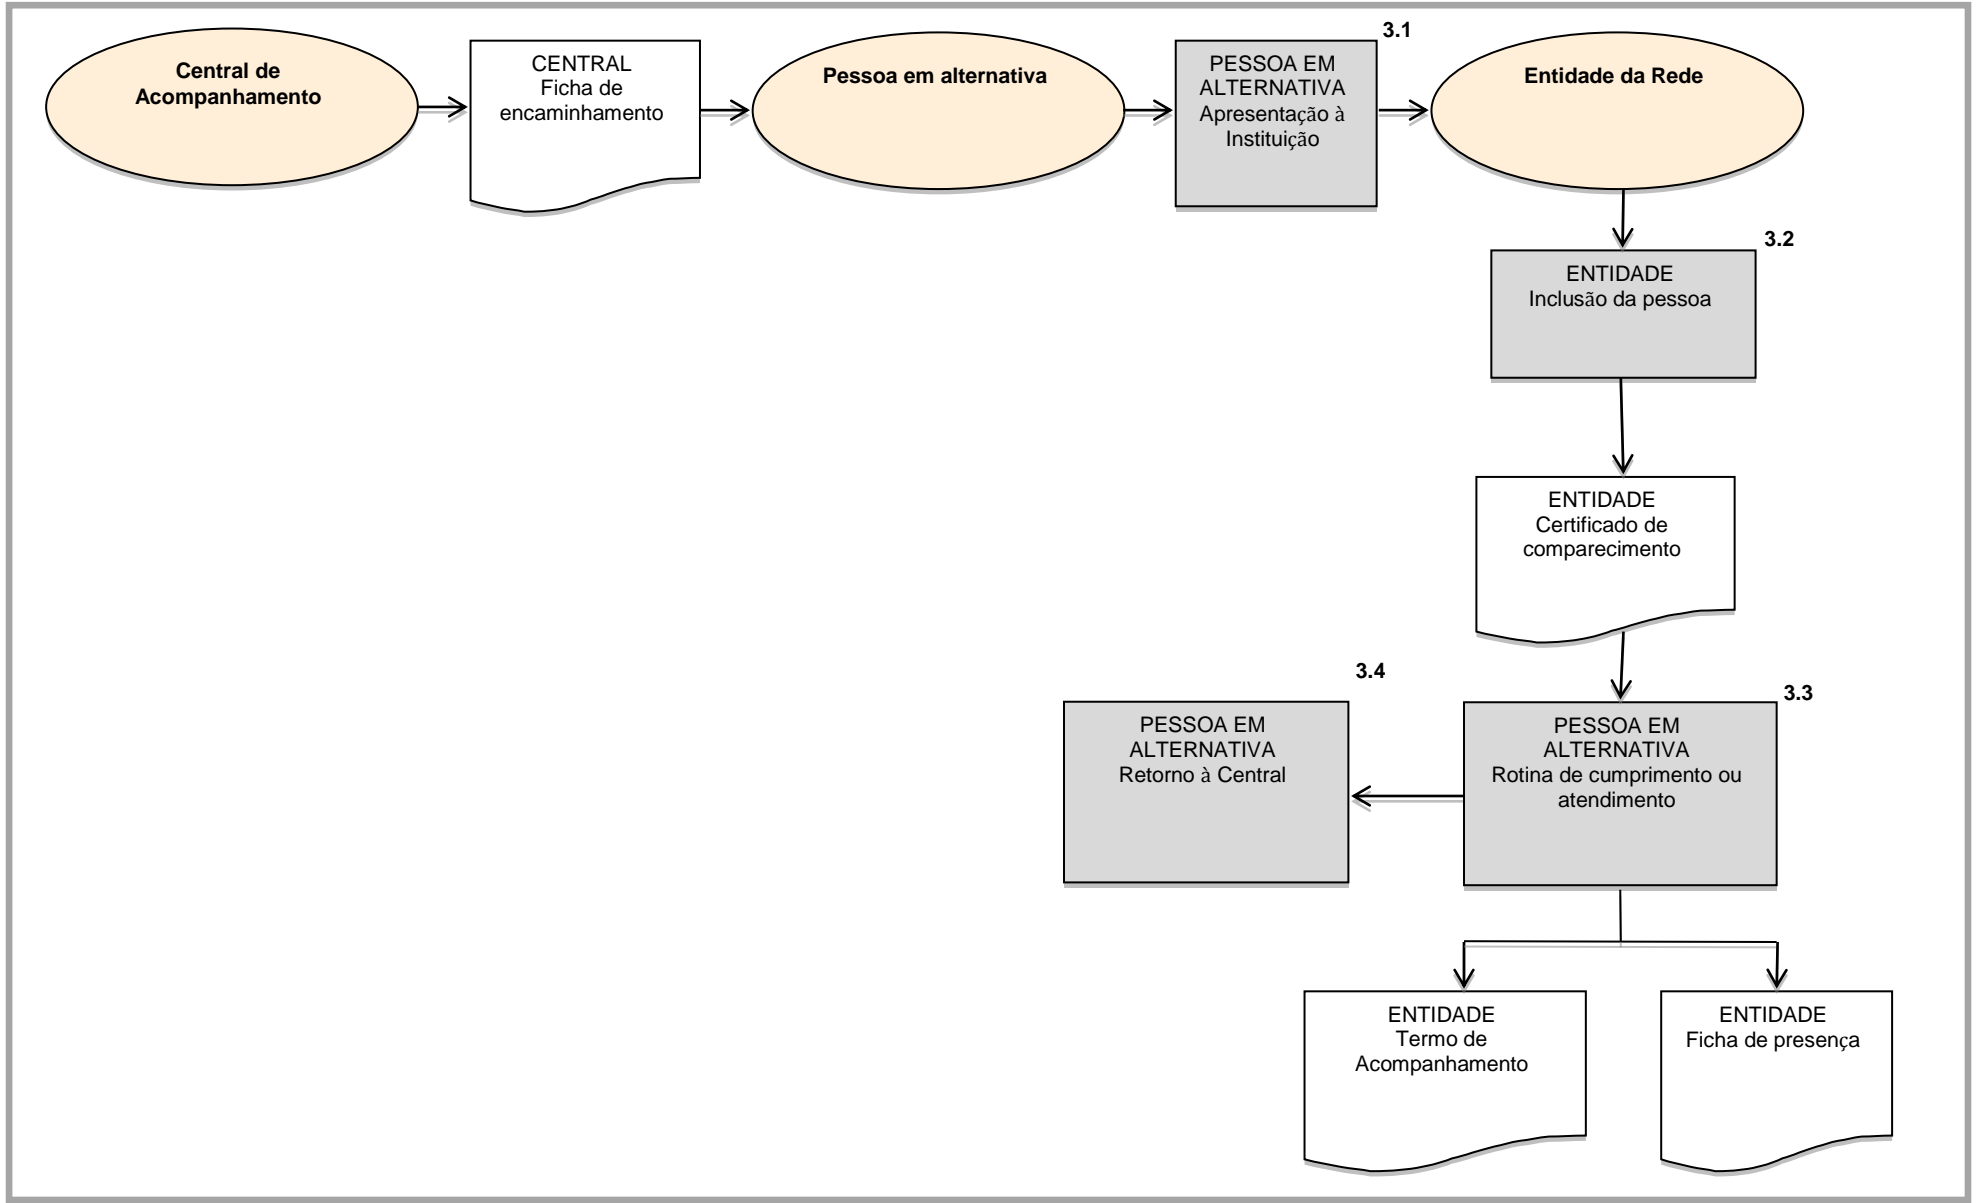 Central de
Acompanhamento
CENTRAL
Ficha de
encaminhamento
Pessoa em alternativa
3.1
PESSOA EM
ALTERNATIVA
Apresentação à
Instituição
Entidade da Rede
3.2
ENTIDADE
Inclusão da pessoa
ENTIDADE
Certificado de
comparecimento
3.3
PESSOA EM
ALTERNATIVA
Rotina de cumprimento ou
atendimento
3.4
PESSOA EM
ALTERNATIVA
Retorno à Central
ENTIDADE
Termo de
Acompanhamento
ENTIDADE
Ficha de presença